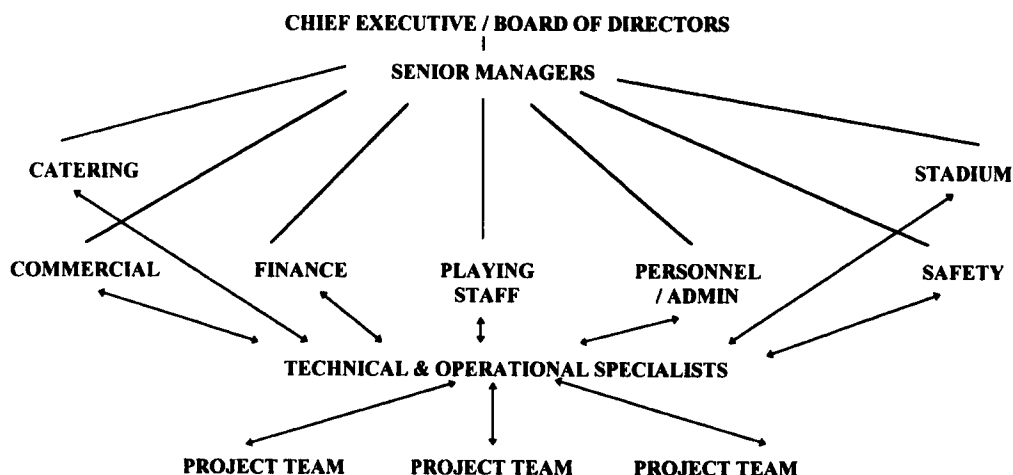 CHIEF EXECUTIVE / BOARD OF DIRECTORS
SENIOR MANAGERS
CATERING
STADIUM
COMMERCIAL
FINANCE
PLAYING
STAFF
PERSONNEL
/ ADMIN
SAFETY
TECHNICAL & OPERATIONAL SPECIALISTS
PROJECT TEAM
PROJECT TEAM
PROJECT TEAM